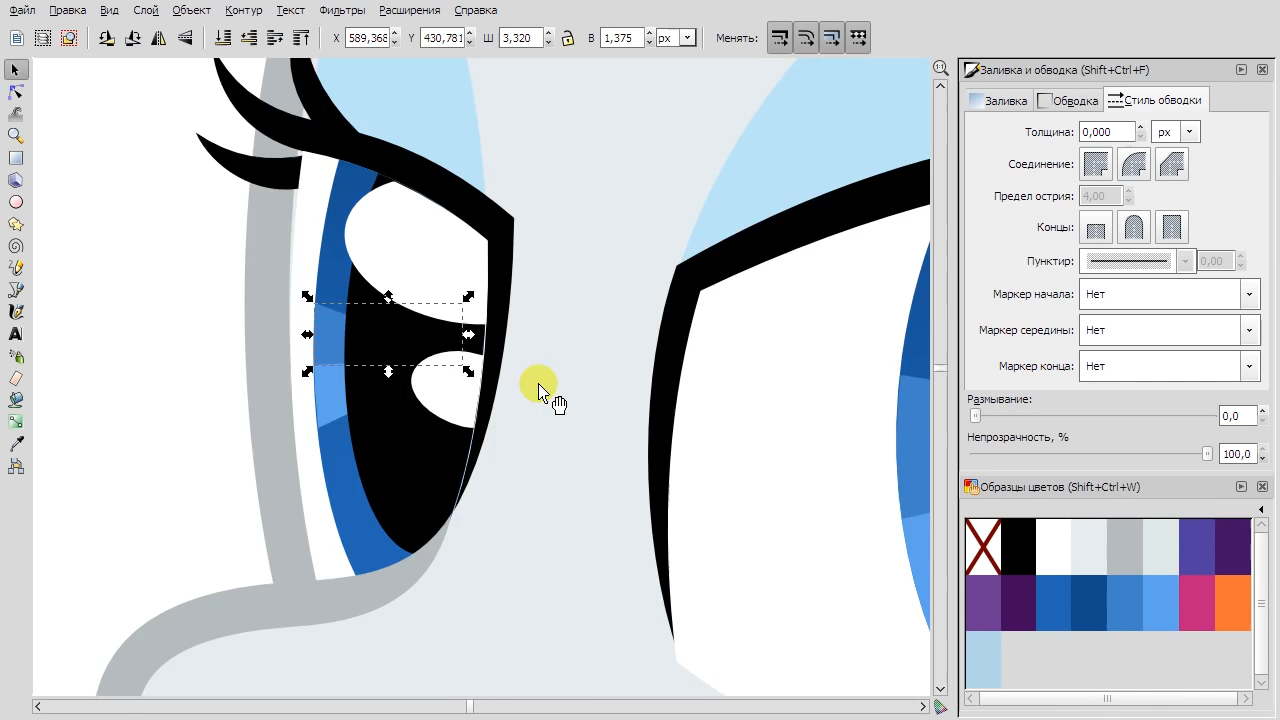 Файл Правка Вид Слой Объект Контур Текст Фильтры Расширения Справка
X 589,368 Y 430,781 Ш 3,320 В 1,375 px Менять:
Заливка и обводка (Shift+Ctrl+F)
Заливка Обводка Стиль обводки
Толщина: 0,000 px
Соединение:
Предел острия: 4,00
Концы:
Пунктир: 0,00
Маркер начала: Нет
Маркер середины: Нет
Маркер конца: Нет
Размывание:
0,0
Непрозрачность, %
100,0
Образцы цветов (Shift+Ctrl+W)